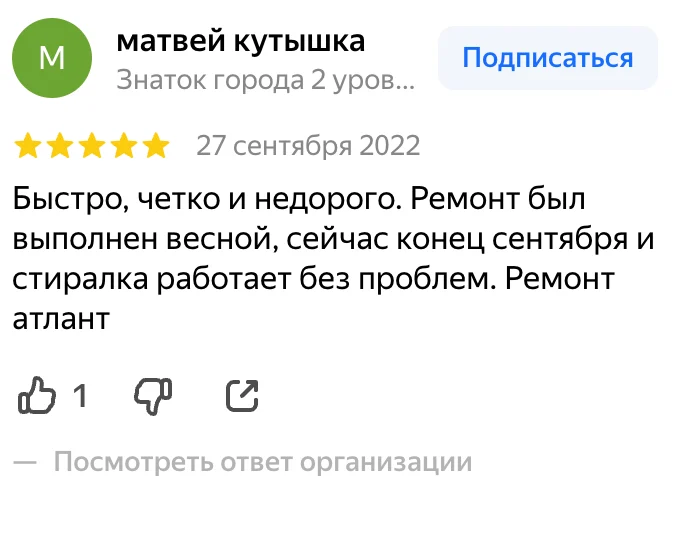 М
матвей кутышка
Знаток города 2 уров...
Подписаться
27 сентября 2022
Быстро, четко и недорого. Ремонт был
выполнен весной, сейчас конец сентября и
стиралка работает без проблем. Ремонт
атлант
1
— Посмотреть ответ организации